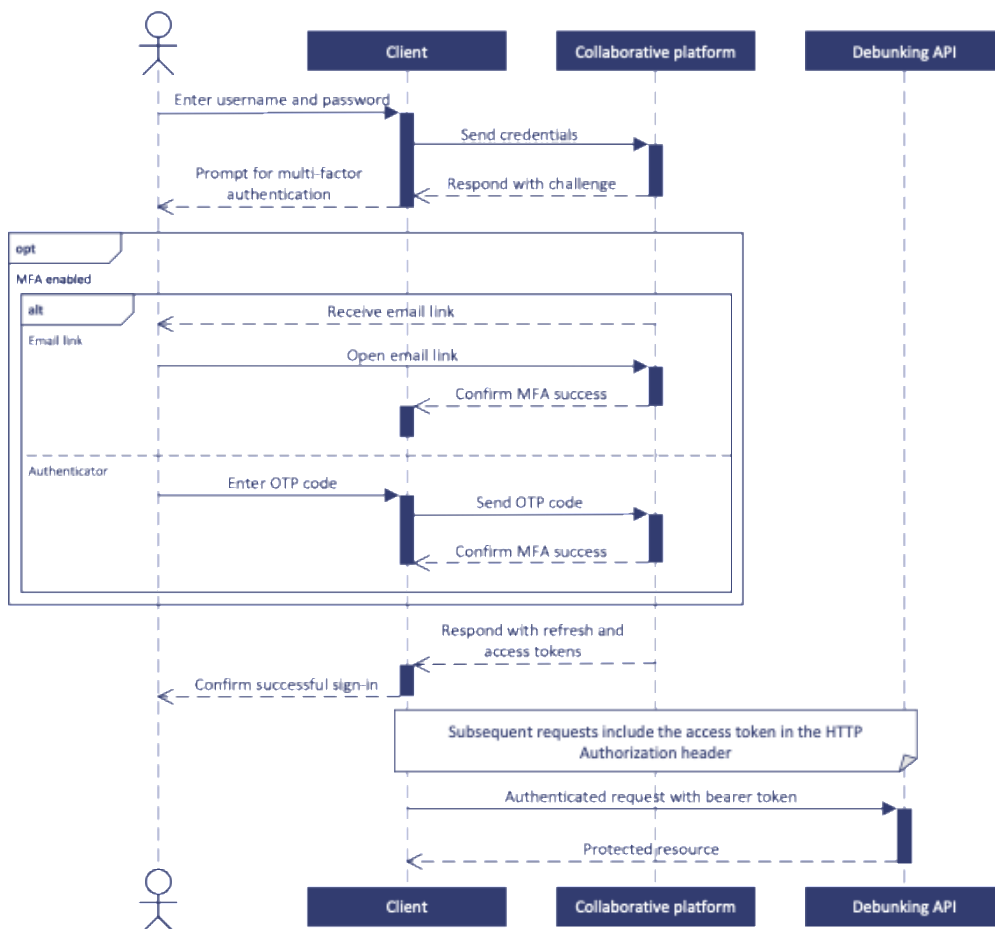 Client
Collaborative platform
Debunking API
Enter username and password
Send credentials
Prompt for multi-factor
authentication
Respond with challenge
opt
MFA enabled
alt
Receive email link
Email link
Open email link
Confirm MFA success
Authenticator
Enter OTP code
Send OTP code
Confirm MFA success
Respond with refresh and
access tokens
Confirm successful sign-in
Subsequent requests include the access token in the HTTP
Authorization header
Authenticated request with bearer token
Protected resource
Client
Collaborative platform
Debunking API